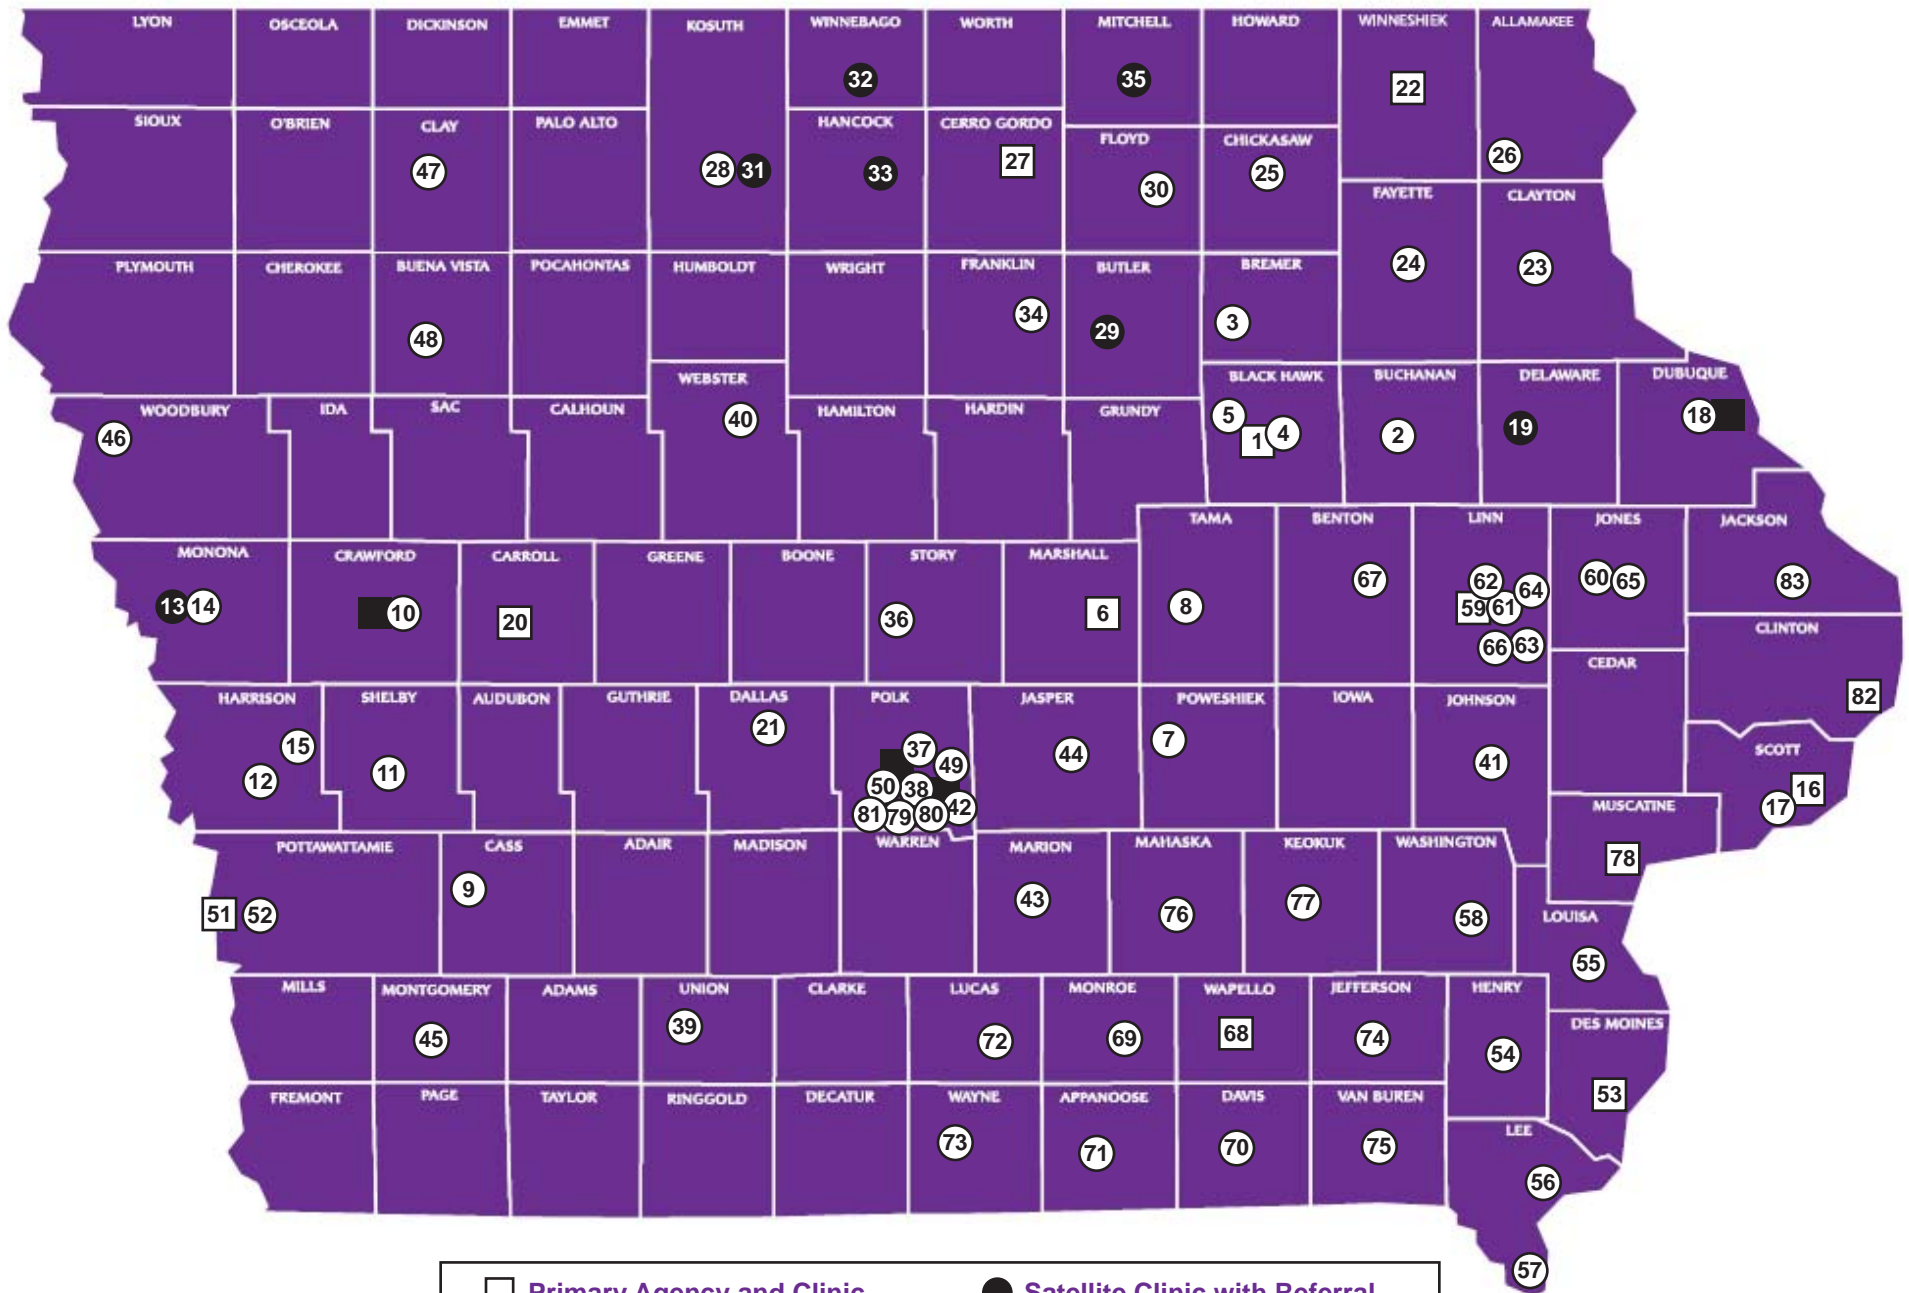 LYON OSCEOLA DICKINSON EMMET KOSUTH WINNEBAGO WORTH MITCHELL HOWARD WINNESHIEK ALLAMAKEE
32 35 22
SIOUX O'BRIEN CLAY PALO ALTO HANCOCK CERRO GORDO FLOYD CHICKASAW
47 28 31 33 27 30 25 26
FAYETTE CLAYTON
24 23
PLYMOUTH CHEROKEE BUENA VISTA POCAHONTAS HUMBOLDT WRIGHT FRANKLIN BUTLER BREMER
48 34 29 3
WEBSTER BLACK HAWK BUCHANAN DELAWARE DUBUQUE
WOODBURY IDA SAC CALHOUN HAMILTON HARDIN GRUNDY
46 40 5 1 4 2 19 18
TAMA BENTON LINN JONES JACKSON
MONONA CRAWFORD CARROLL GREENE BOONE STORY MARSHALL
13 14 10 20 36 6 8 67 62 64 59 61 66 63 60 65 83
CLINTON
82
CEDAR
HARRISON SHELBY AUDUBON GUTHRIE DALLAS POLK JASPER POWESHIEK IOWA JOHNSON
15 12 11 21 37 49 50 38 42 81 79 80 44 7 41
SCOTT
16 17
MUSCATINE
78
POTTAWATTAMIE CASS ADAIR MADISON WARREN MARION MAHASKA KEOKUK WASHINGTON
51 52 9 43 76 77 58
LOUISA
55
MILLS MONTGOMERY ADAMS UNION CLARKE LUCAS MONROE WAPELLO JEFFERSON HENRY
45 39 72 69 68 74 54
DES MOINES
53
FREMONT PAGE TAYLOR RINGGOLD DECATUR WAYNE APPANOOSE DAVIS VAN BUREN
73 71 70 75
LEE
56
57
Primary Agency and Clinic Satellite Clinic with Referral